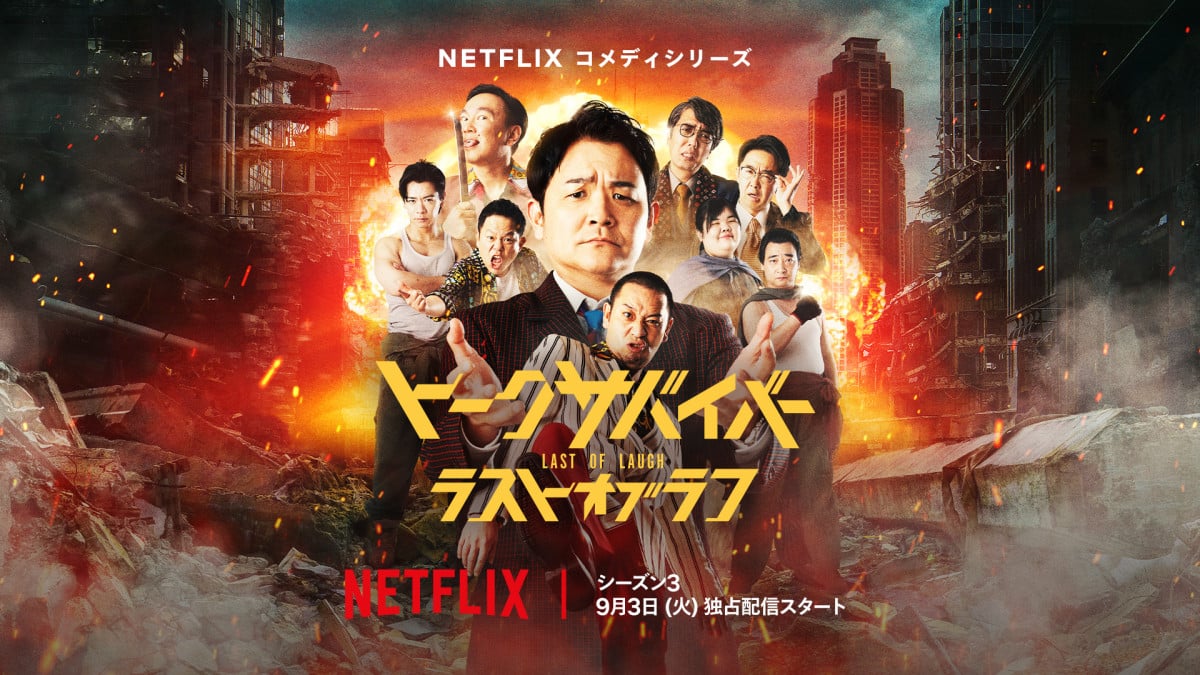 NETFLIX コメディシリーズ
トークサバイバー
LAST OF LAUGH
ラストオブラフ
NETFLIX
シーズン3
9月3日 (火) 独占配信スタート